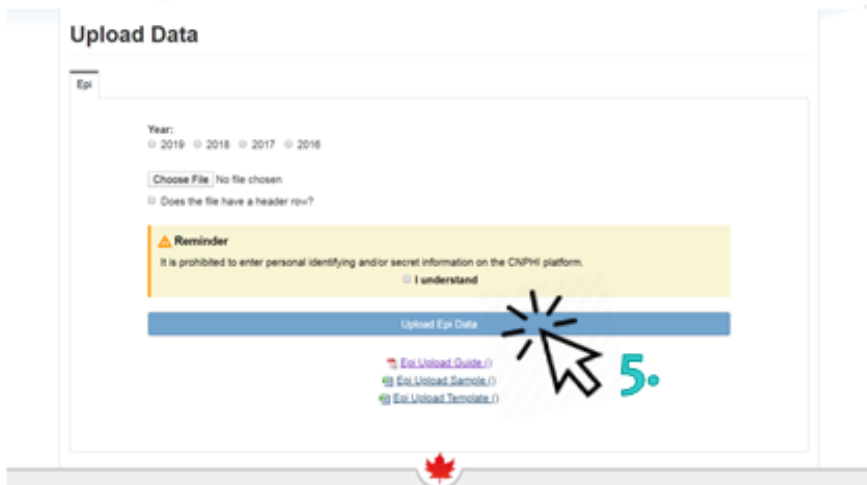 Upload Data
Epi
Year:
2019 2018 2017 2016
Choose File No file chosen
Does the file have a header row?
Reminder
It is prohibited to enter personal identifying and/or secret information on the CNPHI platform.
I understand
Upload Epi Data
Epi Upload Guide ()
Epi Upload Sample ()
Epi Upload Template ()
5.